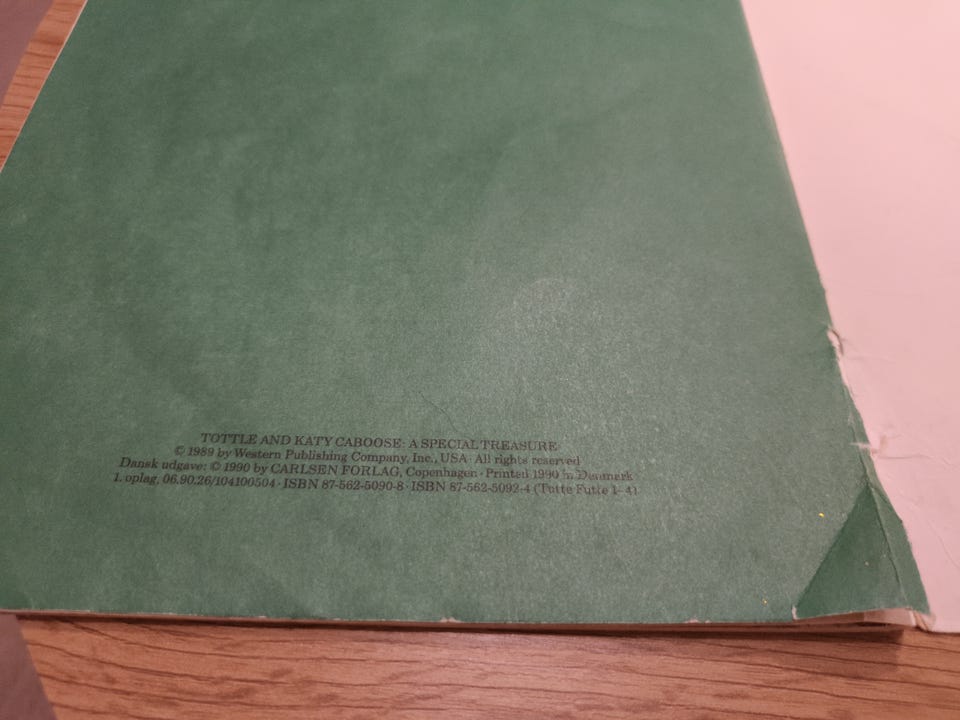 TOTTLE AND KATY CABOOSE: A SPECIAL TREASURE
© 1989 by Western Publishing Company, Inc., USA · All rights reserved
Dansk udgave: © 1990 by CARLSEN FORLAG, Copenhagen · Printed 1990 in Denmark
1. oplag, 06.90.26/104100504 · ISBN 87-562-5090-8 · ISBN 87-562-5092-4 (Tutte Futte 1-4)